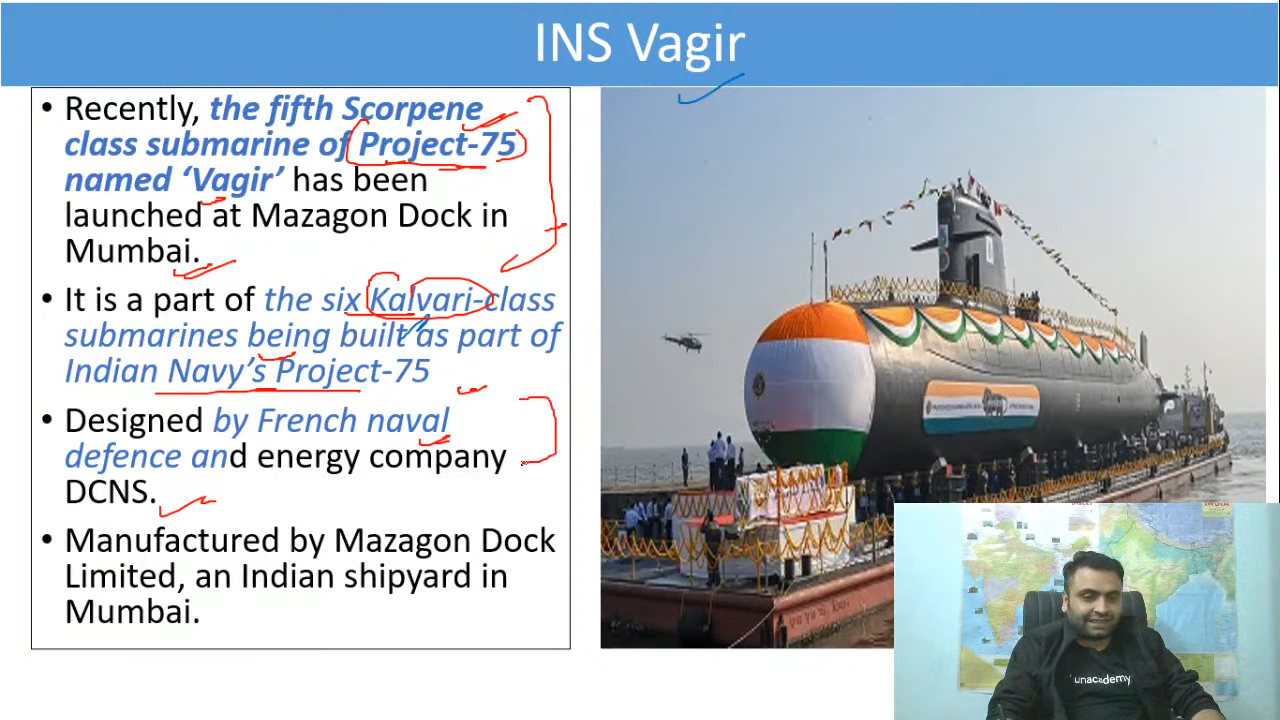 INS Vagir
• Recently, the fifth Scorpene
class submarine of Project-75
named ‘Vagir’ has been
launched at Mazagon Dock in
Mumbai.
• It is a part of the six Kalvari-class
submarines being built as part of
Indian Navy’s Project-75
• Designed by French naval
defence and energy company
DCNS.
• Manufactured by Mazagon Dock
Limited, an Indian shipyard in
Mumbai.
unacademy